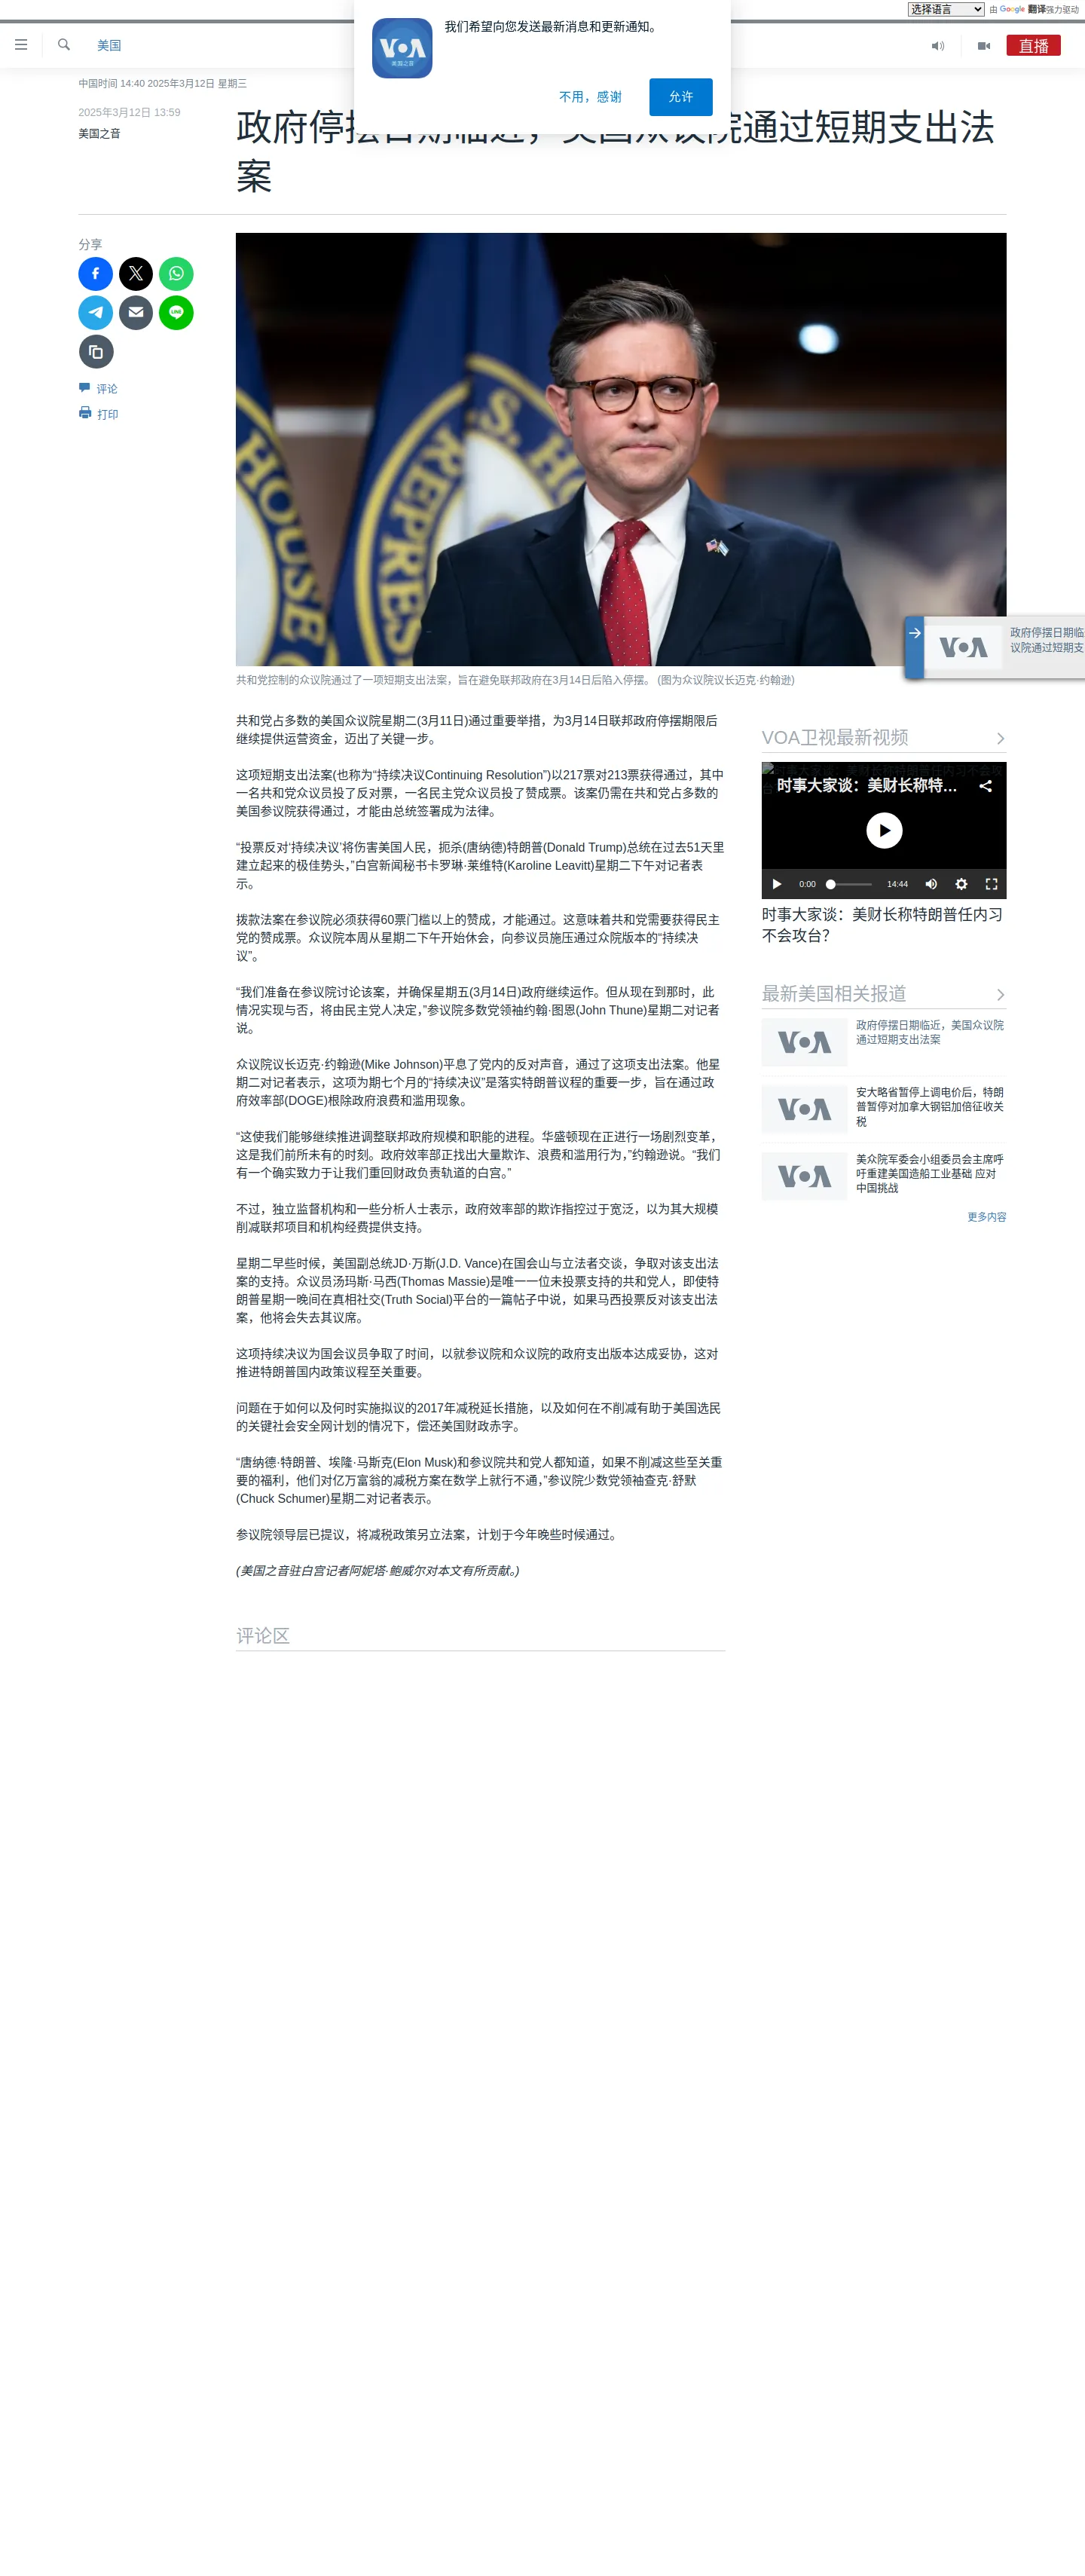 选择语言
由 Google 翻译强力驱动
我们希望向您发送最新消息和更新通知。
VOA
美国之音
不用，感谢
允许
美国
直播
中国时间 14:40 2025年3月12日 星期三
2025年3月12日 13:59
美国之音
政府停摆日期临近，美国众议院通过短期支出法
案
分享
评论
打印
HOUSE
S. HO
REPRES
共和党控制的众议院通过了一项短期支出法案，旨在避免联邦政府在3月14日后陷入停摆。 (图为众议院议长迈克·约翰逊)
VOA
政府停摆日期临
议院通过短期支
共和党占多数的美国众议院星期二(3月11日)通过重要举措，为3月14日联邦政府停摆期限后
继续提供运营资金，迈出了关键一步。
这项短期支出法案(也称为“持续决议Continuing Resolution”)以217票对213票获得通过，其中
一名共和党众议员投了反对票，一名民主党众议员投了赞成票。该案仍需在共和党占多数的
美国参议院获得通过，才能由总统签署成为法律。
“投票反对‘持续决议’将伤害美国人民，扼杀(唐纳德)特朗普(Donald Trump)总统在过去51天里
建立起来的极佳势头，”白宫新闻秘书卡罗琳·莱维特(Karoline Leavitt)星期二下午对记者表
示。
拨款法案在参议院必须获得60票门槛以上的赞成，才能通过。这意味着共和党需要获得民主
党的赞成票。众议院本周从星期二下午开始休会，向参议员施压通过众院版本的“持续决
议”。
“我们准备在参议院讨论该案，并确保星期五(3月14日)政府继续运作。但从现在到那时，此
情况实现与否，将由民主党人决定，”参议院多数党领袖约翰·图恩(John Thune)星期二对记者
说。
众议院议长迈克·约翰逊(Mike Johnson)平息了党内的反对声音，通过了这项支出法案。他星
期二对记者表示，这项为期七个月的“持续决议”是落实特朗普议程的重要一步，旨在通过政
府效率部(DOGE)根除政府浪费和滥用现象。
“这使我们能够继续推进调整联邦政府规模和职能的进程。华盛顿现在正进行一场剧烈变革，
这是我们前所未有的时刻。政府效率部正找出大量欺诈、浪费和滥用行为，”约翰逊说。“我们
有一个确实致力于让我们重回财政负责轨道的白宫。”
不过，独立监督机构和一些分析人士表示，政府效率部的欺诈指控过于宽泛，以为其大规模
削减联邦项目和机构经费提供支持。
星期二早些时候，美国副总统JD·万斯(J.D. Vance)在国会山与立法者交谈，争取对该支出法
案的支持。众议员汤玛斯·马西(Thomas Massie)是唯一一位未投票支持的共和党人，即使特
朗普星期一晚间在真相社交(Truth Social)平台的一篇帖子中说，如果马西投票反对该支出法
案，他将会失去其议席。
这项持续决议为国会议员争取了时间，以就参议院和众议院的政府支出版本达成妥协，这对
推进特朗普国内政策议程至关重要。
问题在于如何以及何时实施拟议的2017年减税延长措施，以及如何在不削减有助于美国选民
的关键社会安全网计划的情况下，偿还美国财政赤字。
“唐纳德·特朗普、埃隆·马斯克(Elon Musk)和参议院共和党人都知道，如果不削减这些至关重
要的福利，他们对亿万富翁的减税方案在数学上就行不通，”参议院少数党领袖查克·舒默
(Chuck Schumer)星期二对记者表示。
参议院领导层已提议，将减税政策另立法案，计划于今年晚些时候通过。
(美国之音驻白宫记者阿妮塔·鲍威尔对本文有所贡献。)
评论区
VOA卫视最新视频
时事大家谈：美财长称特朗普任内习不会攻台
时事大家谈：美财长称特…
0:00
14:44
时事大家谈：美财长称特朗普任内习
不会攻台？
最新美国相关报道
VOA
政府停摆日期临近，美国众议院
通过短期支出法案
VOA
安大略省暂停上调电价后，特朗
普暂停对加拿大钢铝加倍征收关
税
VOA
美众院军委会小组委员会主席呼
吁重建美国造船工业基础 应对
中国挑战
更多内容